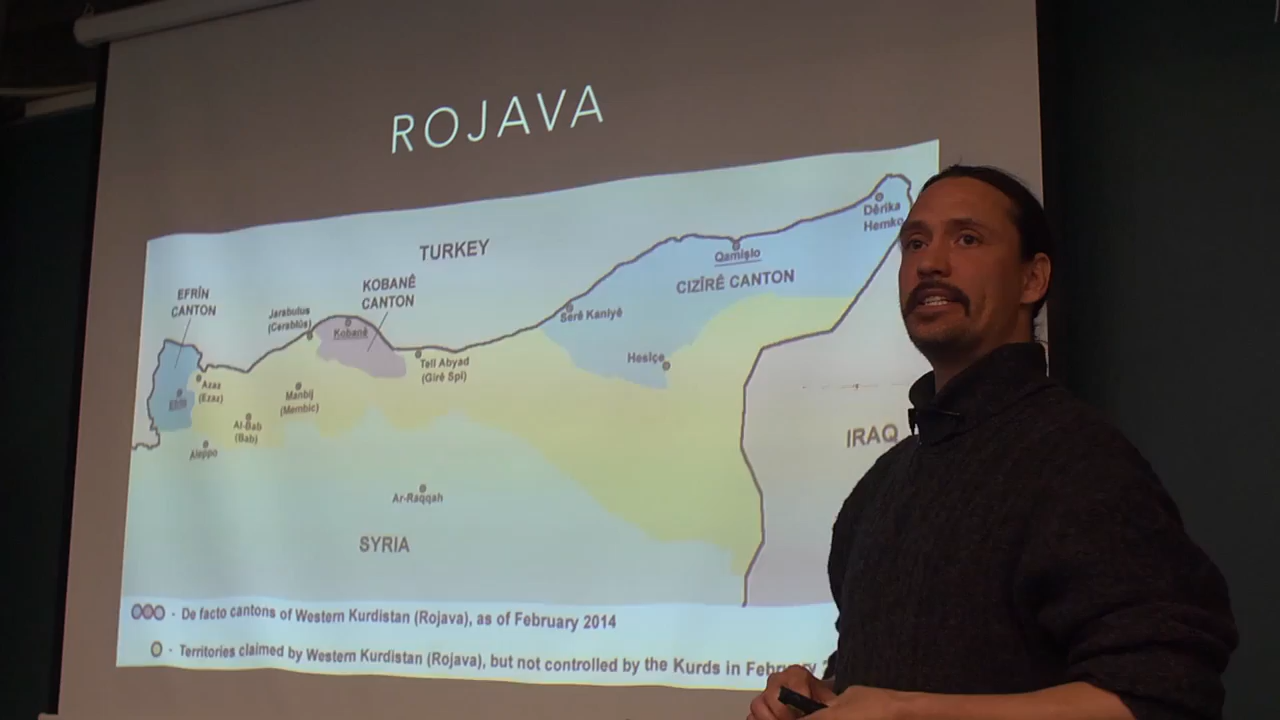 ROJAVA
TURKEY
Dêrika
Hemko
Qamişlo
CIZÎRÊ CANTON
KOBANÊ
CANTON
EFRÎN
CANTON
Jarabulus
(Cerablûs)
Kobanê
Serê Kaniyê
Hesiçe
Tell Abyad
(Girê Spî)
Azaz
(Ezaz)
Efrîn
Manbij
(Membic)
Al-Bab
(Bab)
Aleppo
IRAQ
Ar-Raqqah
SYRIA
- De facto cantons of Western Kurdistan (Rojava), as of February 2014
- Territories claimed by Western Kurdistan (Rojava), but not controlled by the Kurds in